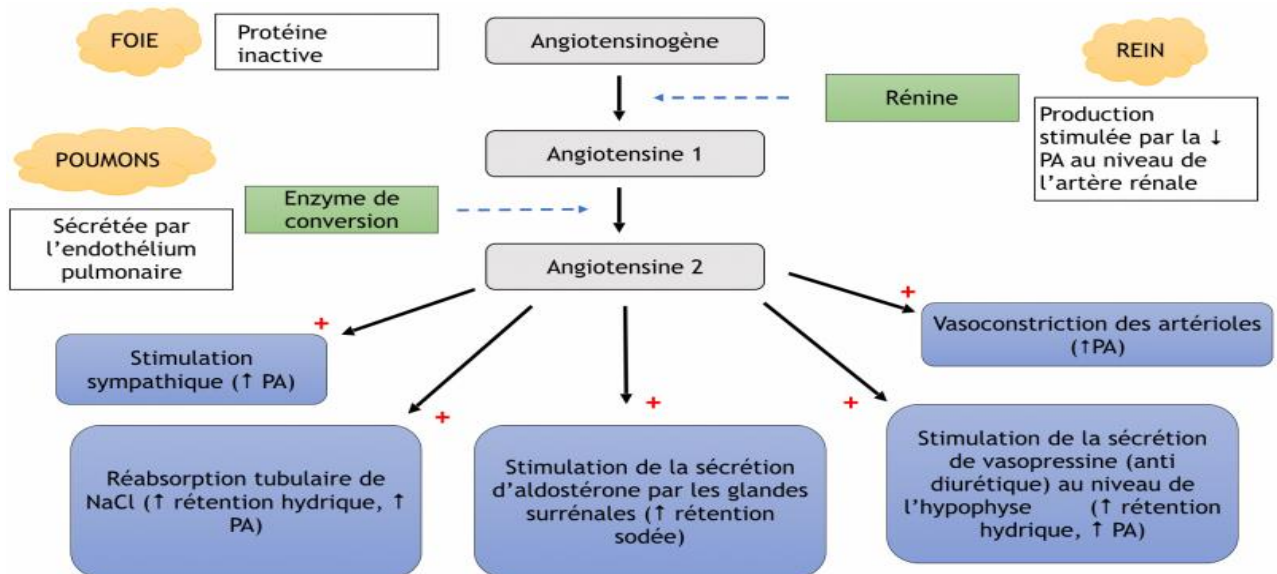 FOIE
Protéine
inactive
Angiotensinogène
REIN
Rénine
Production
stimulée par la ↓
PA au niveau de
l'artère rénale
POUMONS
Angiotensine 1
Enzyme de
conversion
Sécrétée par
l'endothélium
pulmonaire
Angiotensine 2
+
+
Vasoconstriction des artérioles
(↑PA)
Stimulation
sympathique (↑ PA)
+
+
+
Réabsorption tubulaire de
NaCl (↑ rétention hydrique, ↑
PA)
Stimulation de la sécrétion
d'aldostérone par les glandes
surrénales (↑ rétention
sodée)
Stimulation de la sécrétion
de vasopressine (anti
diurétique) au niveau de
l'hypophyse (↑ rétention
hydrique, ↑ PA)